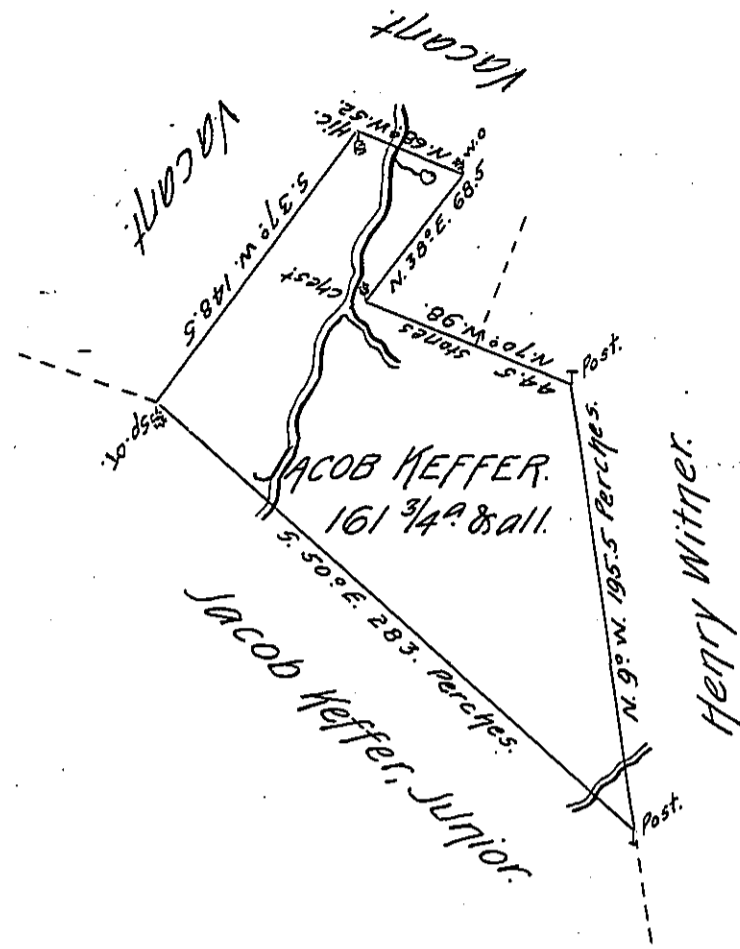 Vacant.
Vacant.
Hic.
N. 68° W. 52.
W.O
N. 38° E. 68.5
S. 37° W. 148.5
chest
N. 70° W. 98.
stones
44.5
Post.
Sp. or.
JACOB KEFFER.
161 3/4 a & all.
S. 50° E. 283. Perches.
N. 9° W. 195.5 Perches.
Henry Witner.
Jacob Keffer, Junior.
Post.